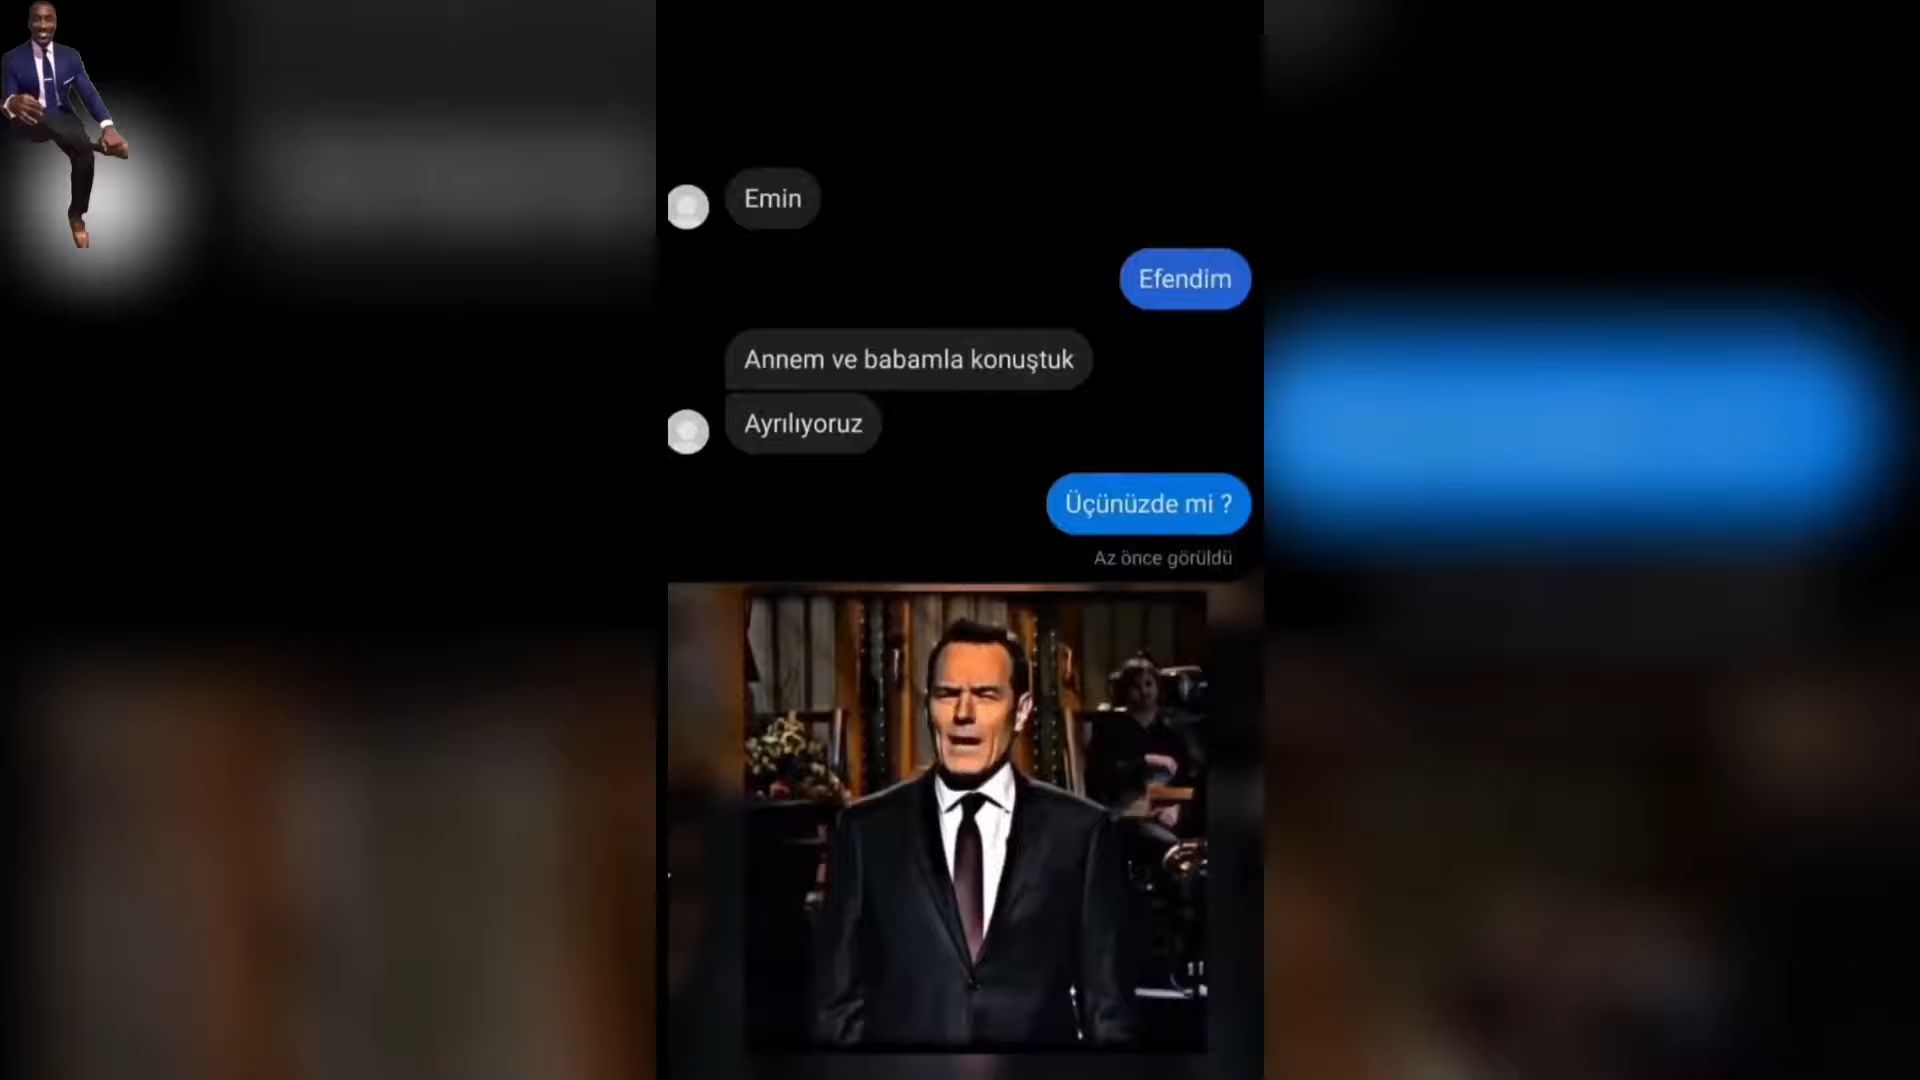 Emin
Efendim
Annem ve babamla konuştuk
Ayrılıyoruz
Üçünüzde mi ?
Az önce görüldü